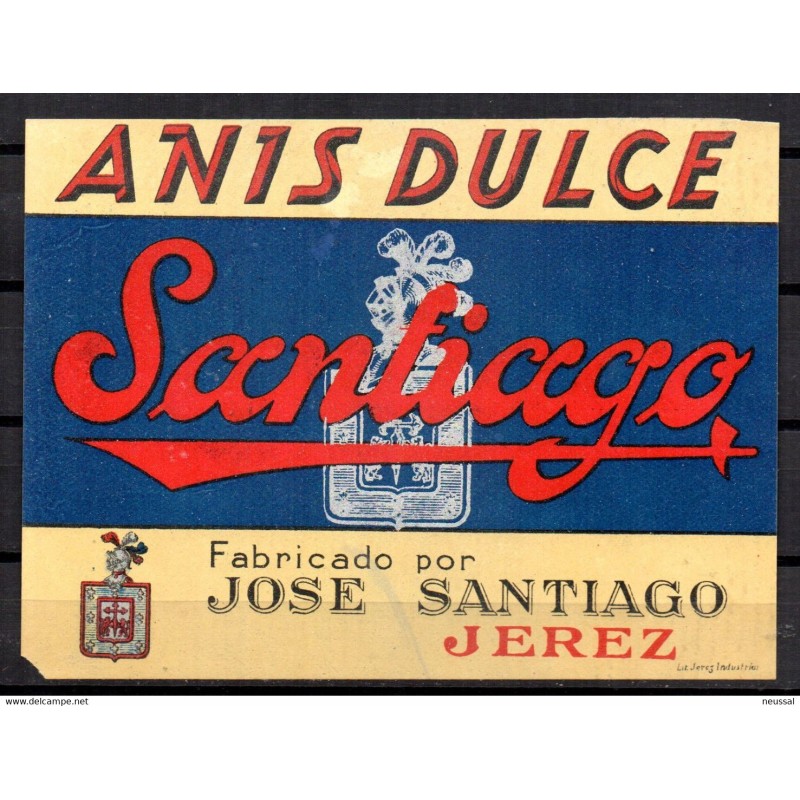 ANIS DULCE
Santiago
Fabricado por
JOSE SANTIAGO
JEREZ
Lit Jerez Industrial
www.delcampe.net
neussal